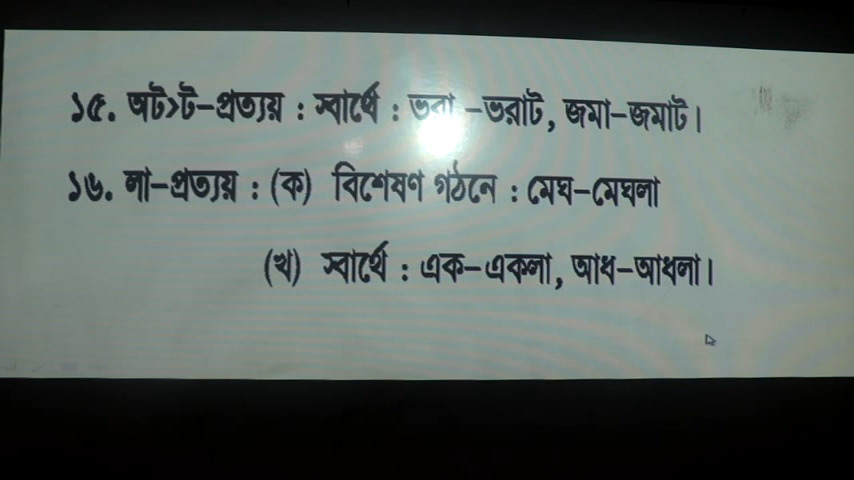 ১৫. অট>ট-প্রত্যয় : স্বার্থে : ভরা -ভরাট, জমা-জমাট।
১৬. লা-প্রত্যয় : (ক) বিশেষণ গঠনে : মেঘ-মেঘলা
(খ) স্বার্থে : এক-একলা, আধ-আধলা।